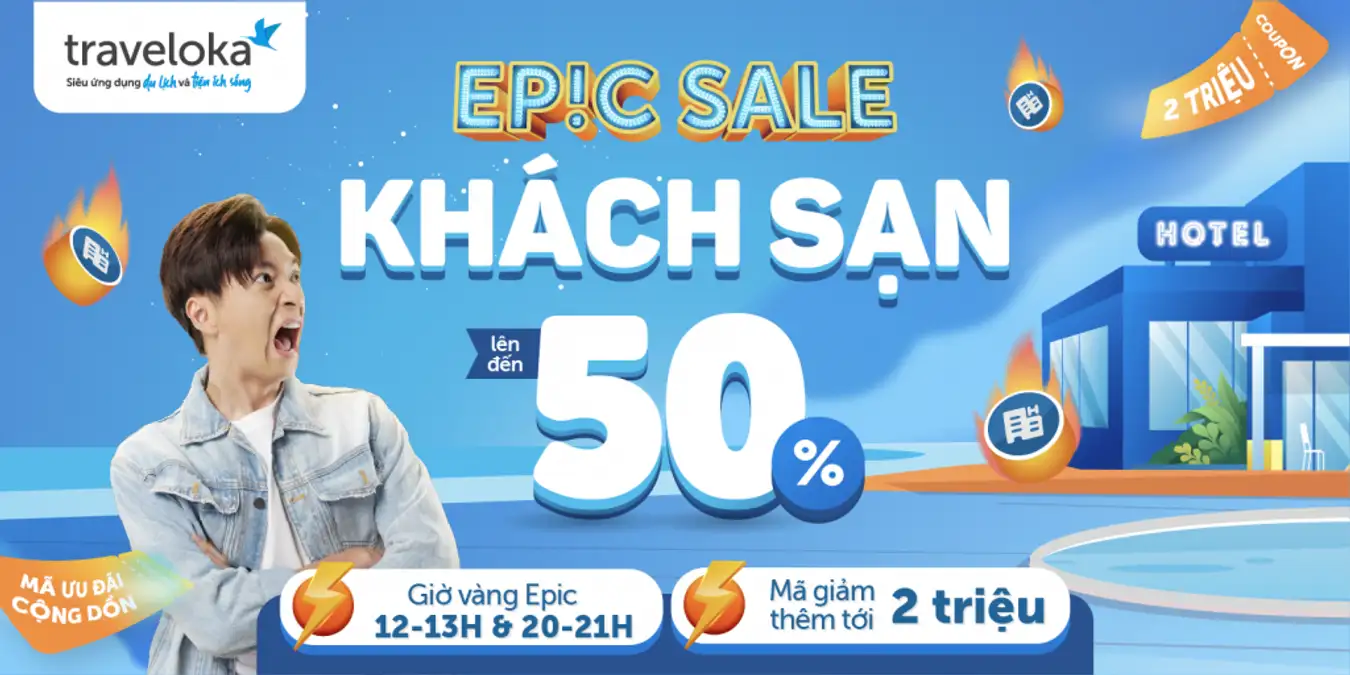 traveloka
Siêu ứng dụng du lịch và tiện ích sống
EP!C SALE
COUPON
2 TRIỆU
KHÁCH SẠN
HOTEL
lên
đến
50%
H
MÃ ƯU ĐÃI
CỘNG DỒN
Giờ vàng Epic
12-13H & 20-21H
Mã giảm
thêm tới
2 triệu